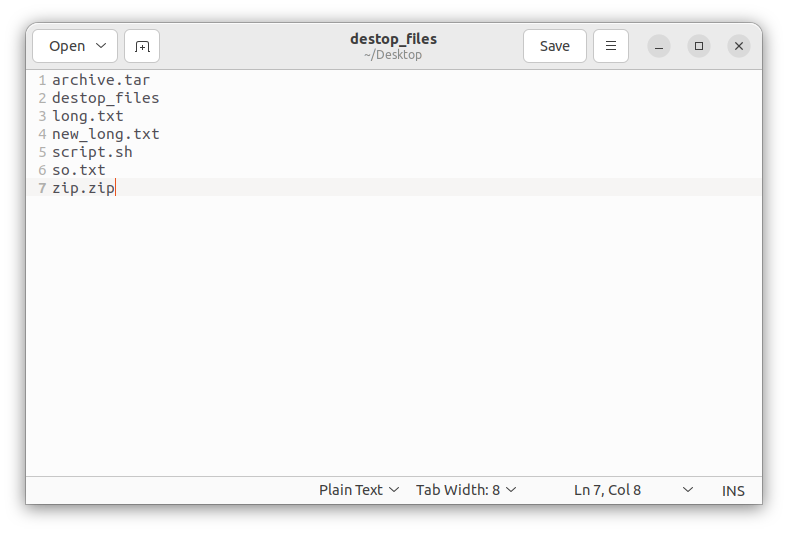 Open
destop_files
~/Desktop
Save
1 archive.tar
2 destop_files
3 long.txt
4 new_long.txt
5 script.sh
6 so.txt
7 zip.zip
Plain Text Tab Width: 8 Ln 7, Col 8 INS